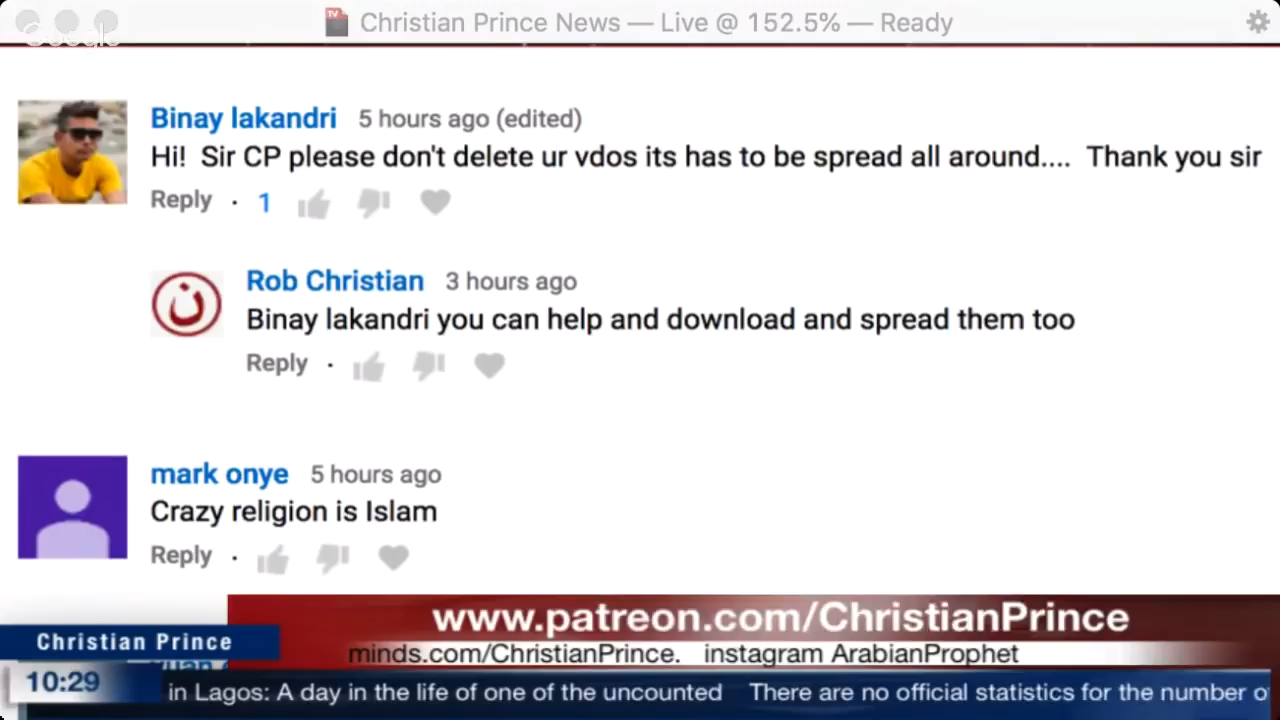 Christian Prince News — Live @ 152.5% — Ready
Google
Binay lakandri 5 hours ago (edited)
Hi! Sir CP please don't delete ur vdos its has to be spread all around.... Thank you sir
Reply · 1
ن
Rob Christian 3 hours ago
Binay lakandri you can help and download and spread them too
Reply ·
mark onye 5 hours ago
Crazy religion is Islam
Reply ·
www.patreon.com/ChristianPrince
Christian Prince
minds.com/ChristianPrince. instagram ArabianProphet
10:29
in Lagos: A day in the life of one of the uncounted There are no official statistics for the number o